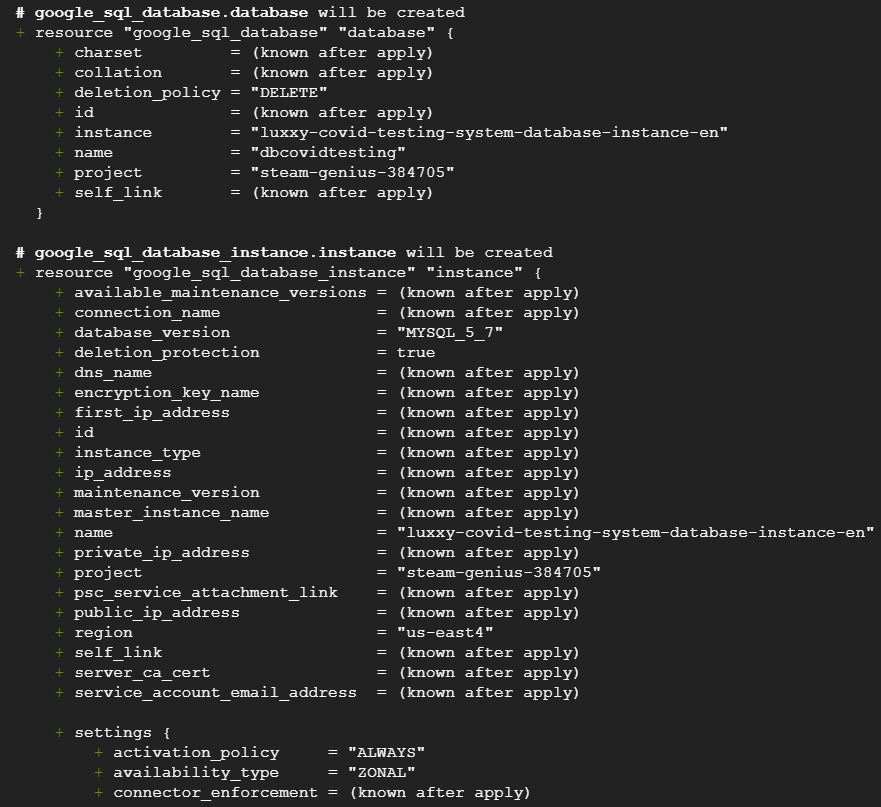 # google_sql_database.database will be created
+ resource "google_sql_database" "database" {
+ charset = (known after apply)
+ collation = (known after apply)
+ deletion_policy = "DELETE"
+ id = (known after apply)
+ instance = "luxxy-covid-testing-system-database-instance-en"
+ name = "dbcovidtesting"
+ project = "steam-genius-384705"
+ self_link = (known after apply)
}
# google_sql_database_instance.instance will be created
+ resource "google_sql_database_instance" "instance" {
+ available_maintenance_versions = (known after apply)
+ connection_name = (known after apply)
+ database_version = "MYSQL_5_7"
+ deletion_protection = true
+ dns_name = (known after apply)
+ encryption_key_name = (known after apply)
+ first_ip_address = (known after apply)
+ id = (known after apply)
+ instance_type = (known after apply)
+ ip_address = (known after apply)
+ maintenance_version = (known after apply)
+ master_instance_name = (known after apply)
+ name = "luxxy-covid-testing-system-database-instance-en"
+ private_ip_address = (known after apply)
+ project = "steam-genius-384705"
+ psc_service_attachment_link = (known after apply)
+ public_ip_address = (known after apply)
+ region = "us-east4"
+ self_link = (known after apply)
+ server_ca_cert = (known after apply)
+ service_account_email_address = (known after apply)
+ settings {
+ activation_policy = "ALWAYS"
+ availability_type = "ZONAL"
+ connector_enforcement = (known after apply)